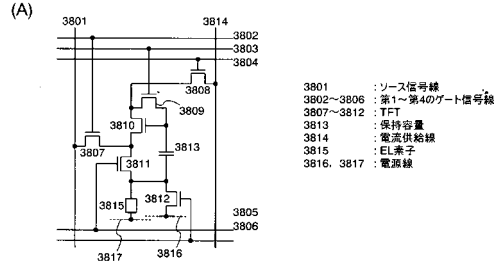 (A)
3801
3814
3802
3803
3804
3808
3809
3810
3807
3813
3811
3815
3812
3805
3806
3817
3816
3801 : ソース信号線
3802~3806 : 第1~第4のゲート信号線
3807~3812 : TFT
3813 : 保持容量
3814 : 電流供給線
3815 : EL素子
3816, 3817 : 電源線